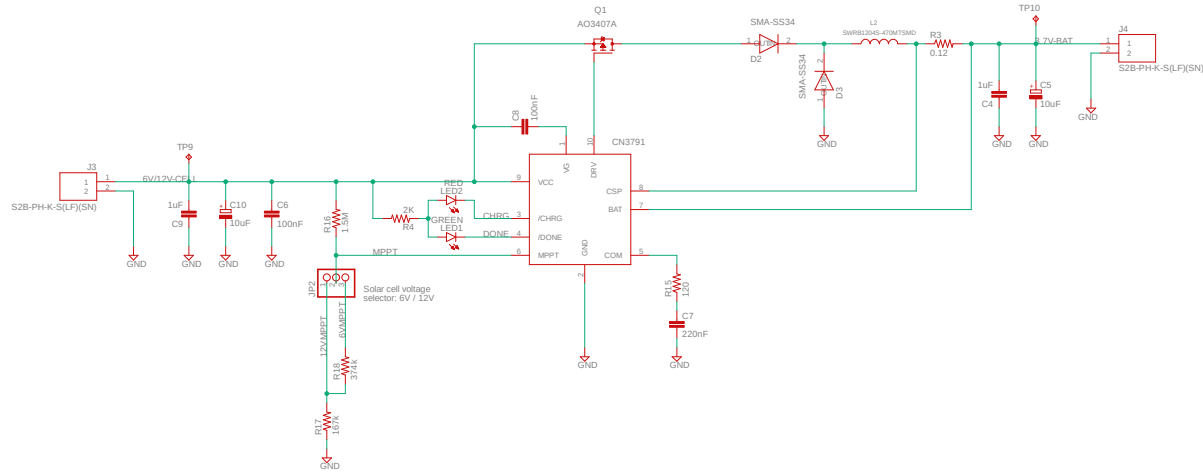 Q1
AO3407A
TP10
SMA-SS34
1
2
D2
L2
SWRB1204S-470MTSMD
R3
0.12
7V-BAT
J4
1
2
1
2
S2B-PH-K-S(LF)(SN)
SMA-SS34
2
1
D3
GND
1uF
C4
+
C5
10uF
GND
GND
GND
C8
100nF
CN3791
TP9
J3
1
2
1
2
S2B-PH-K-S(LF)(SN)
6V/12V-CELL
GND
1uF
C9
GND
+
C10
10uF
GND
C6
100nF
GND
R16
1.5M
2K
R4
RED
LED2
GREEN
LED1
CHRG
DONE
MPPT
1
10
VG
DRV
9
VCC
3
/CHRG
4
/DONE
6
MPPT
GND
2
CSP
8
BAT
7
COM
5
GND
R15
120
C7
220nF
GND
JP2
1
2
3
Solar cell voltage
selector: 6V / 12V
12VMPPT
6VMPPT
R18
374k
R17
167k
GND